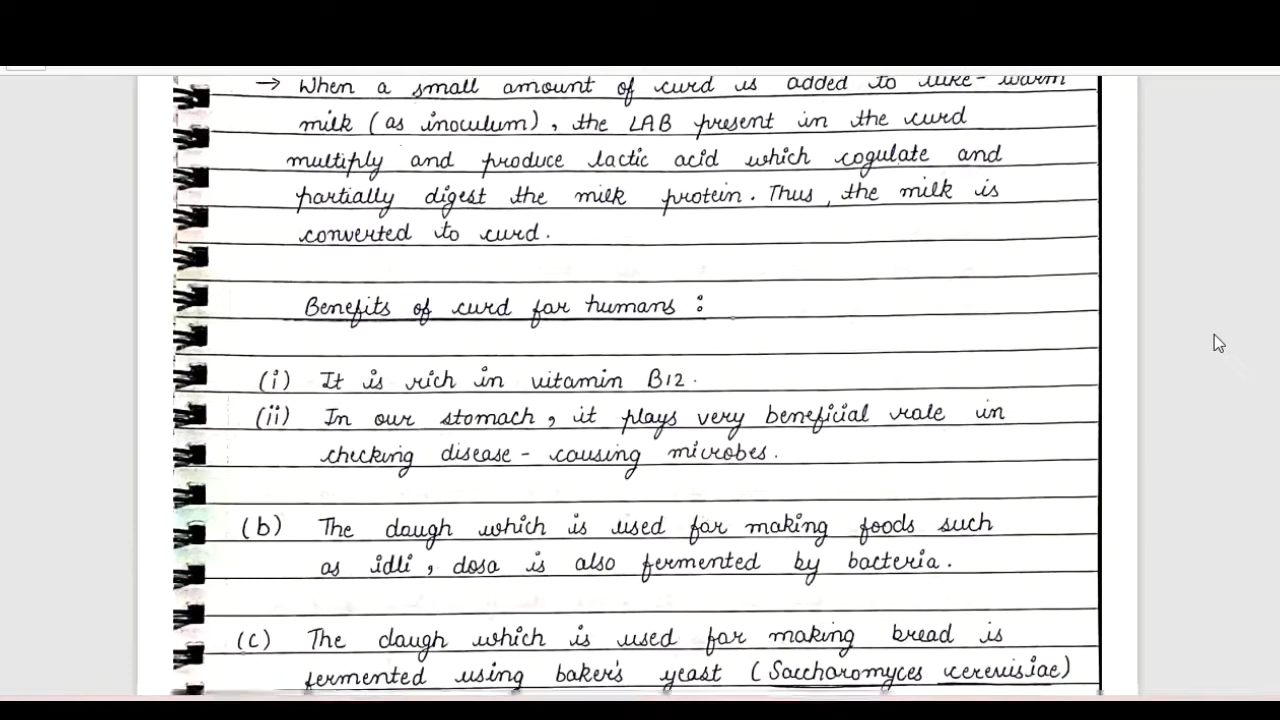 → When a small amount of curd is added to luke-warm
milk (as inoculum), the LAB present in the curd
multiply and produce lactic acid which cogulate and
partially digest the milk protein. Thus, the milk is
converted to curd.
Benefits of curd for humans :
(i) It is rich in vitamin B12.
(ii) In our stomach, it plays very beneficial role in
checking disease-causing microbes.
(b) The dough which is used for making foods such
as idli, dosa is also fermented by bacteria.
(c) The dough which is used for making bread is
fermented using baker's yeast (Saccharomyces cerevisiae)